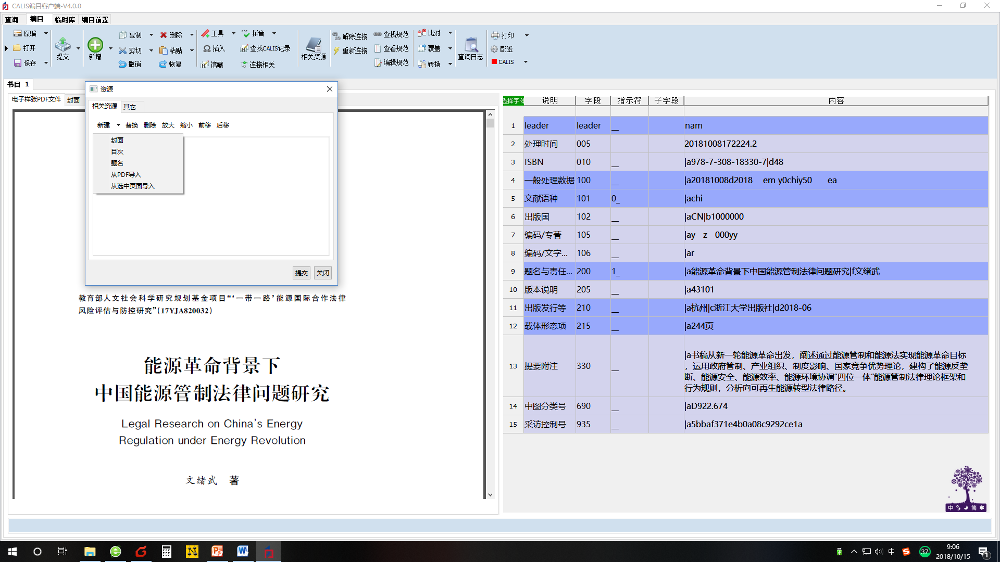 CALIS编目客户端-V4.0.0
查询 编目 临时库 编目前置
原编 打开 保存
提交
新增
复制 剪切 撤销
删除 粘贴 恢复
工具 插入 馆藏
拼音 查找CALIS记录 连接相关
相关资源
解除连接 重新连接
查找规范 查看规范 编辑规范
比对 覆盖 转换
查询日志
打印 配置 CALIS
书目 1
电子样张PDF文件 封面
资源
相关资源 其它
新建 替换 删除 放大 缩小 前移 后移
封面
目次
题名
从PDF导入
从选中页面导入
提交 关闭
教育部人文社会科学研究规划基金项目“‘一带一路’能源国际合作法律
风险评估与防控研究”(17YJA820032)
能源革命背景下
中国能源管制法律问题研究
Legal Research on China's Energy
Regulation under Energy Revolution
文绪武 著
选择字体 说明 字段 指示符 子字段 内容
1 leader leader __ nam
2 处理时间 005 20181008172224.2
3 ISBN 010 __ |a978-7-308-18330-7|d48
4 一般处理数据 100 __ |a20181008d2018 em y0chiy50 ea
5 文献语种 101 0_ |achi
6 出版国 102 __ |aCN|b1000000
7 编码/专著 105 __ |ay z 000yy
8 编码/文字... 106 __ |ar
9 题名与责任... 200 1_ |a能源革命背景下中国能源管制法律问题研究|f文绪武
10 版本说明 205 __ |a43101
11 出版发行等 210 __ |a杭州|c浙江大学出版社|d2018-06
12 载体形态项 215 __ |a244页
13 提要附注 330 __ |a书稿从新一轮能源革命出发，阐述通过能源管制和能源法实现能源革命目标
，运用政府管制、产业组织、制度影响、国家竞争优势理论，建构了能源反垄
断、能源安全、能源效率、能源环境协调“四位一体”能源管制法律理论框架和
行为规则，分析向可再生能源转型法律路径。
14 中图分类号 690 __ |aD922.674
15 采访控制号 935 __ |a5bbaf371e4b0a08c9292ce1a
中 简
中 37
9:06
2018/10/15
1